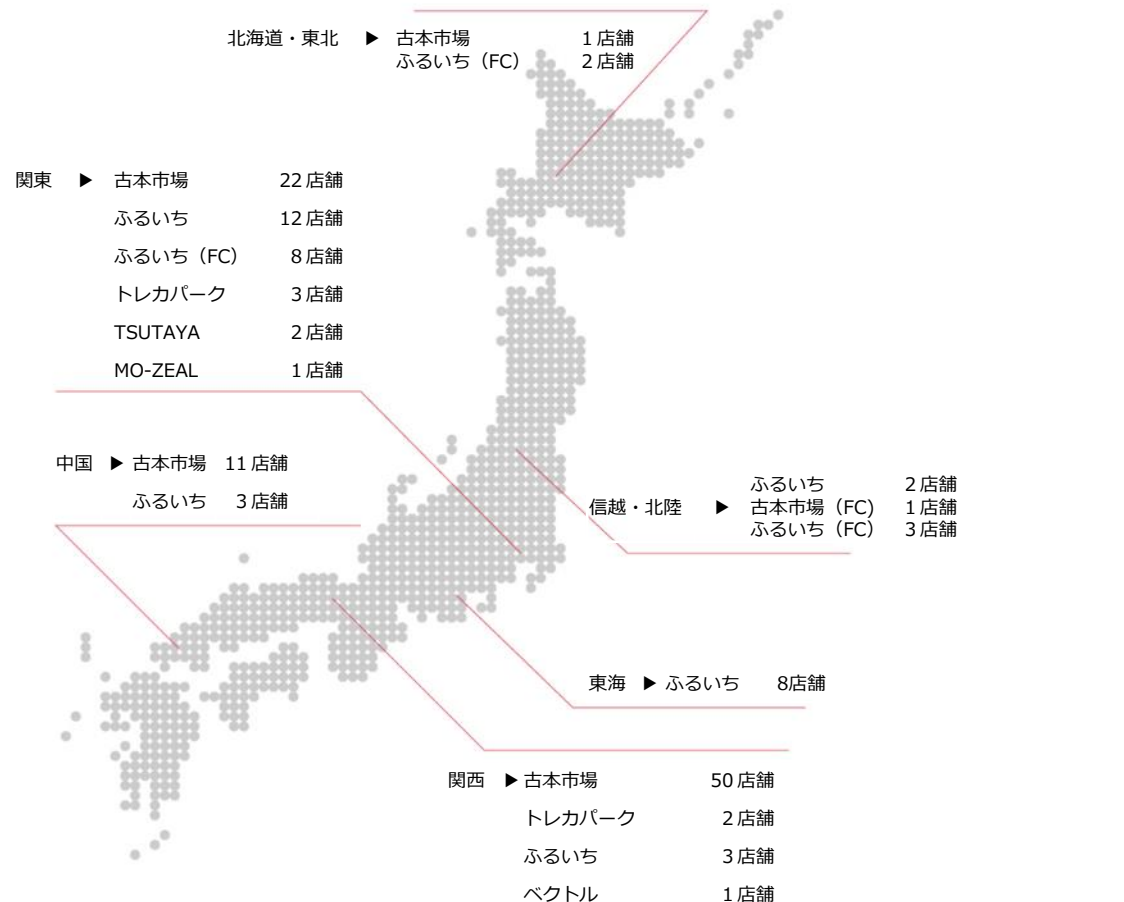 北海道・東北 ▶ 古本市場 1店舗
ふるいち（FC） 2店舗
関東 ▶ 古本市場 22店舗
ふるいち 12店舗
ふるいち（FC） 8店舗
トレカパーク 3店舗
TSUTAYA 2店舗
MO-ZEAL 1店舗
中国 ▶ 古本市場 11店舗
ふるいち 3店舗
ふるいち 2店舗
信越・北陸 ▶ 古本市場（FC) 1店舗
ふるいち（FC） 3店舗
東海 ▶ ふるいち 8店舗
関西 ▶ 古本市場 50店舗
トレカパーク 2店舗
ふるいち 3店舗
ベクトル 1店舗